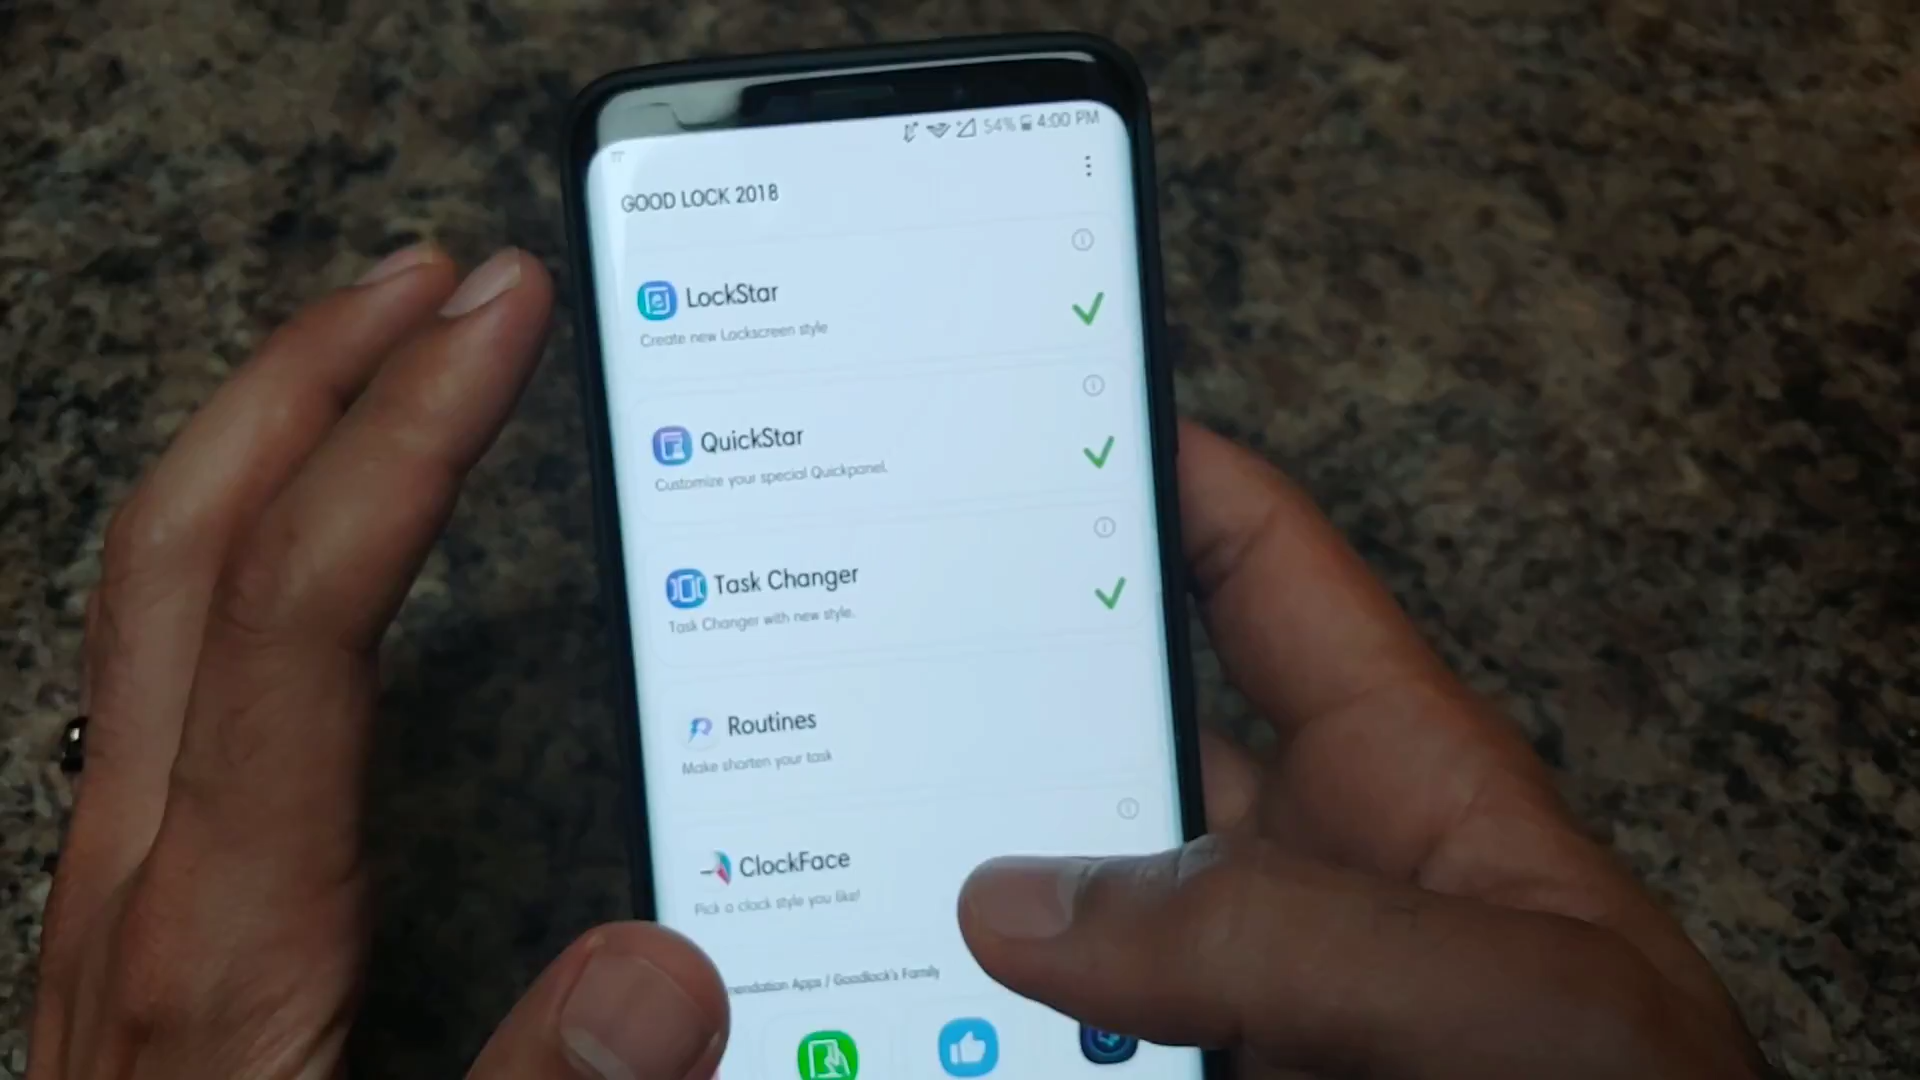 54% 4:00 PM
GOOD LOCK 2018
LockStar
Create new Lockscreen style
QuickStar
Customize your special Quickpanel.
Task Changer
Task Changer with new style.
Routines
Make shorten your task
ClockFace
Pick a clock style you like!
Apps / Goodlock's Family